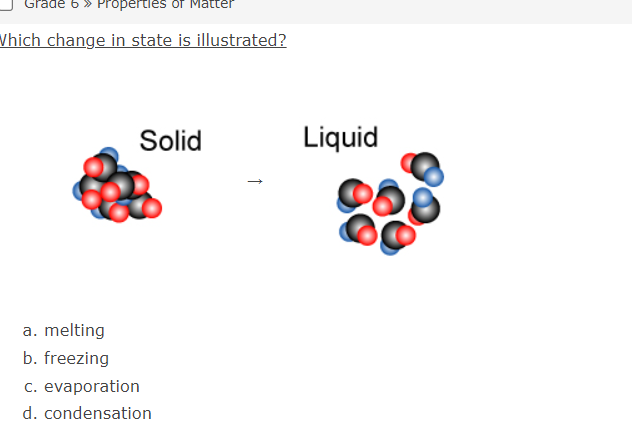 Grade 6 » Properties of Matter
Which change in state is illustrated?
Solid
→
Liquid
a. melting
b. freezing
c. evaporation
d. condensation